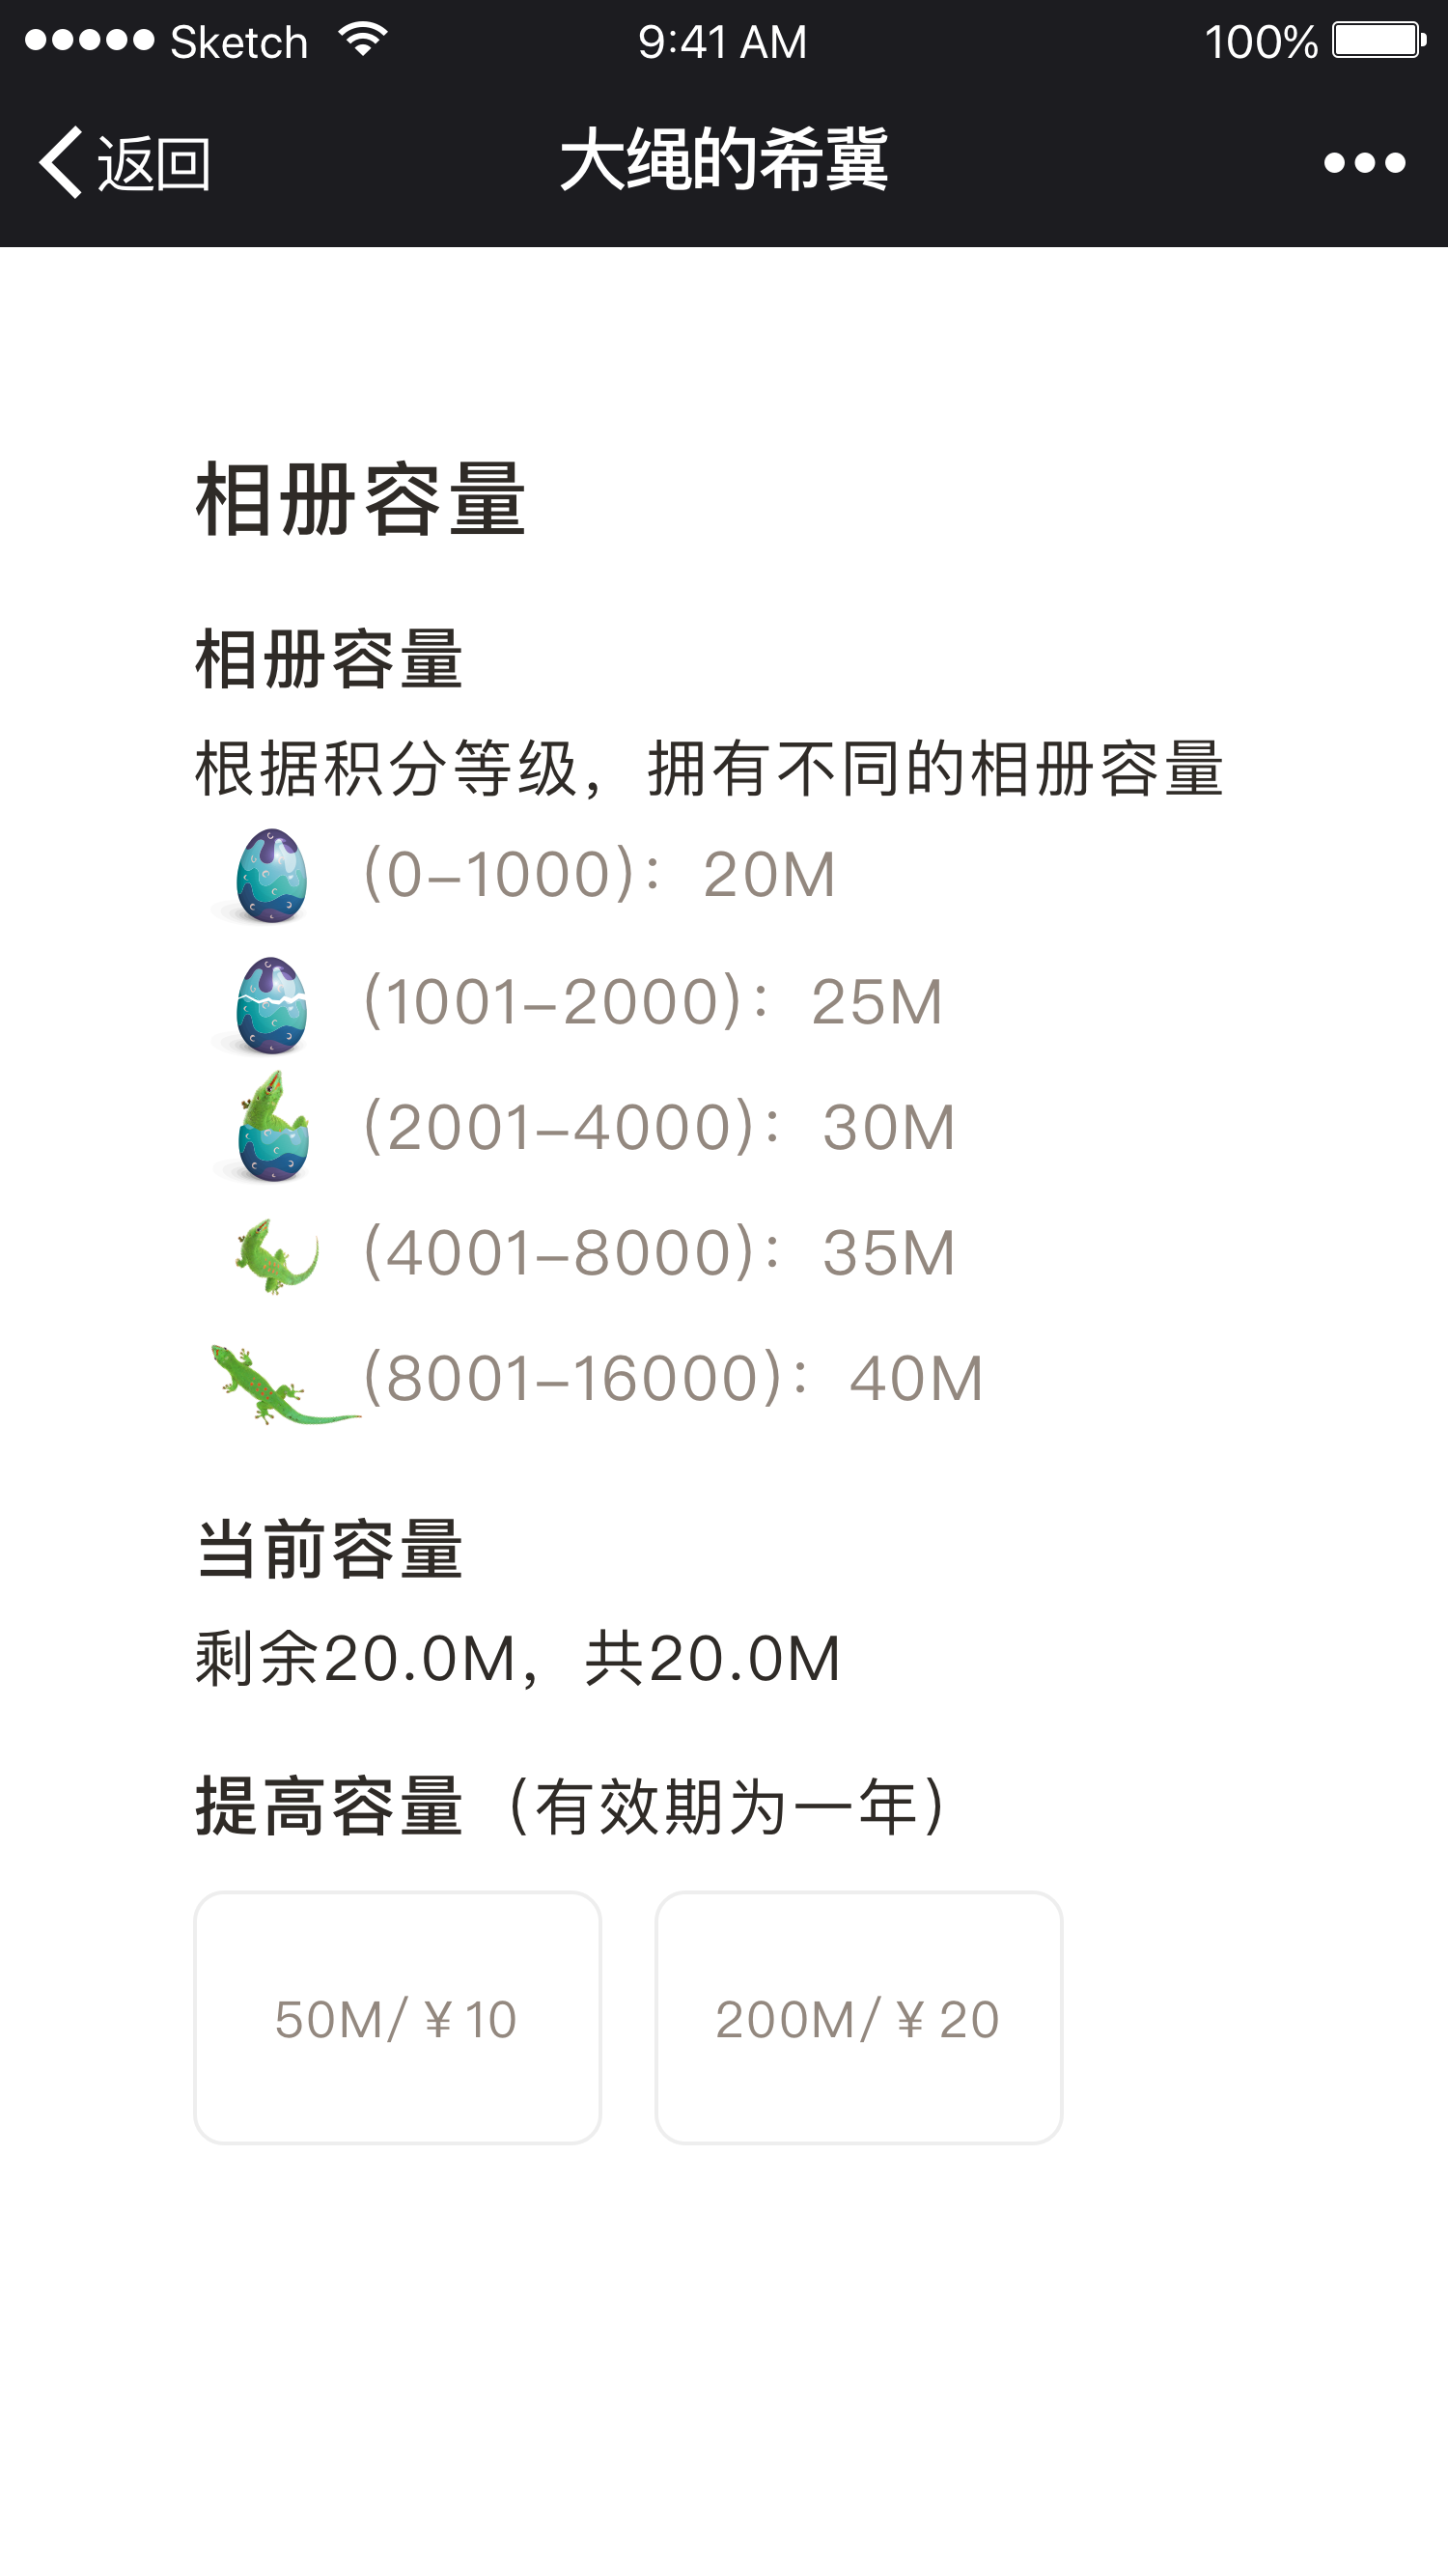 Sketch 9:41 AM 100%
返回 大绳的希冀
相册容量
相册容量
根据积分等级，拥有不同的相册容量
(0-1000)：20M
(1001-2000)：25M
(2001-4000)：30M
(4001-8000)：35M
(8001-16000)：40M
当前容量
剩余20.0M，共20.0M
提高容量（有效期为一年）
50M/￥10 200M/￥20